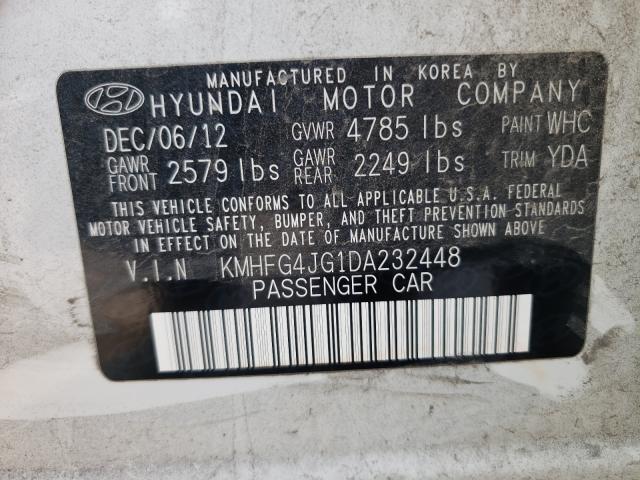 MANUFACTURED IN KOREA BY
HYUNDAI MOTOR COMPANY
DEC/06/12 GVWR 4785 lbs PAINT WHC
GAWR FRONT 2579 lbs GAWR REAR 2249 lbs TRIM YDA
THIS VEHICLE CONFORMS TO ALL APPLICABLE U.S.A. FEDERAL
MOTOR VEHICLE SAFETY, BUMPER, AND THEFT PREVENTION STANDARDS
IN EFFECT ON THE DATE OF MANUFACTURE SHOWN ABOVE
V.I.N KMHFG4JG1DA232448
PASSENGER CAR